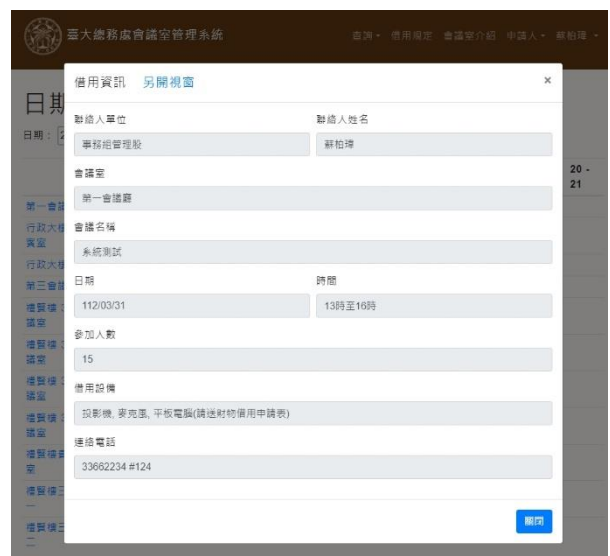 臺大總務處會議室管理系統
查詢 借用規定 會議室介紹 申請人 蘇柏瑋
借用資訊 另開視窗 ×
日期
日期： 2
聯絡人單位 聯絡人姓名
事務組管理股 蘇柏瑋
20 -
21
會議室
第一會議廳
會議名稱
系統測試
日期 時間
112/03/31 13時至16時
參加人數
15
借用設備
投影機, 麥克風, 平板電腦(請送財物借用申請表)
連絡電話
33662234 #124
關閉
第一會議
行政大樓
賓室
行政大樓
第三會議
禮賢樓
議室
禮賢樓
議室
禮賢樓
議室
禮賢樓
議室
禮賢樓
室
禮賢樓三
一
禮賢樓三
二